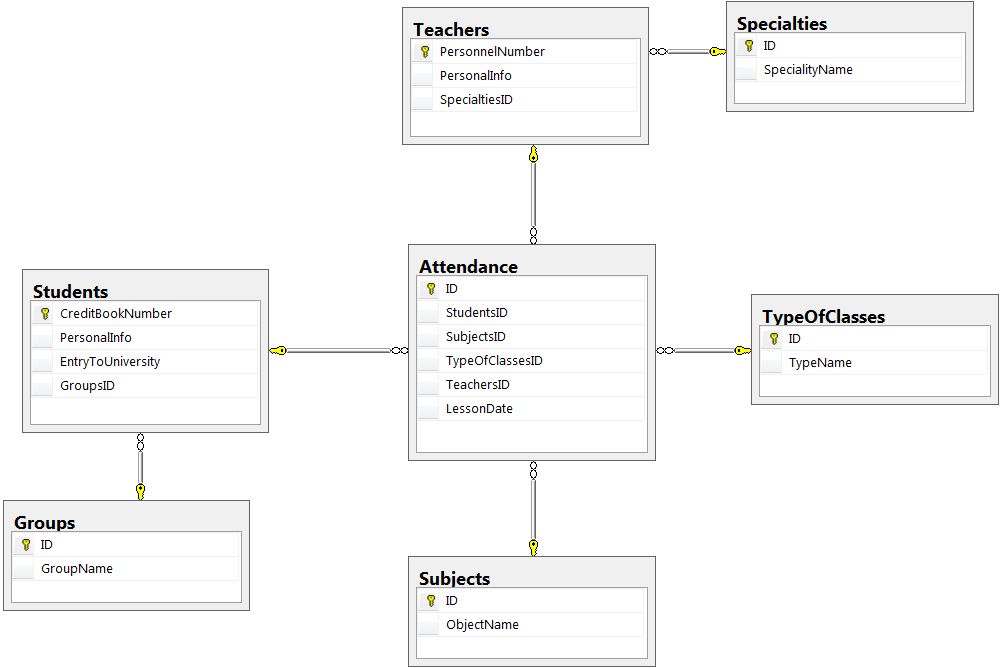 Teachers
PersonnelNumber
PersonalInfo
SpecialtiesID
Specialties
ID
SpecialityName
Attendance
ID
StudentsID
SubjectsID
TypeOfClassesID
TeachersID
LessonDate
Students
CreditBookNumber
PersonalInfo
EntryToUniversity
GroupsID
TypeOfClasses
ID
TypeName
Groups
ID
GroupName
Subjects
ID
ObjectName